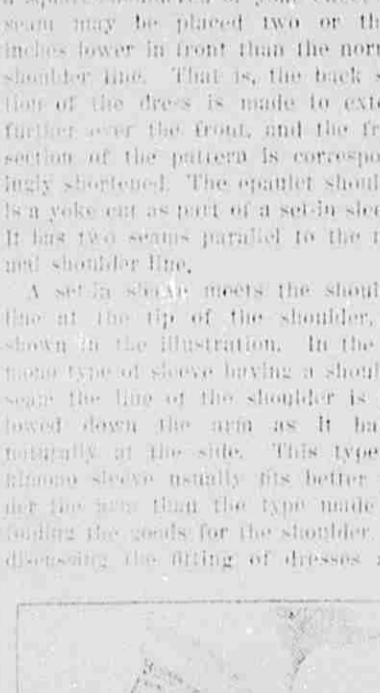 seam may be placed two or th
inches lower in front than the nor
shoulder line. That is, the back s
tion of the dress is made to exte
further over the front, and the fr
section of the pattern is correspo
ingly shortened. The epaulet shoul
is a yoke cut as part of a set-in slee
It has two seams parallel to the n
mal shoulder line.
A set-in sleeve meets the shoul
line at the tip of the shoulder,
shown in the illustration. In the
mono type of sleeve having a shoul
seam the line of the shoulder is
lowed down the arm as it ha
naturally at the side. This type
kimono sleeve usually fits better
der the arm than the type made
folding the goods for the shoulder.
discussing the fitting of dresses a